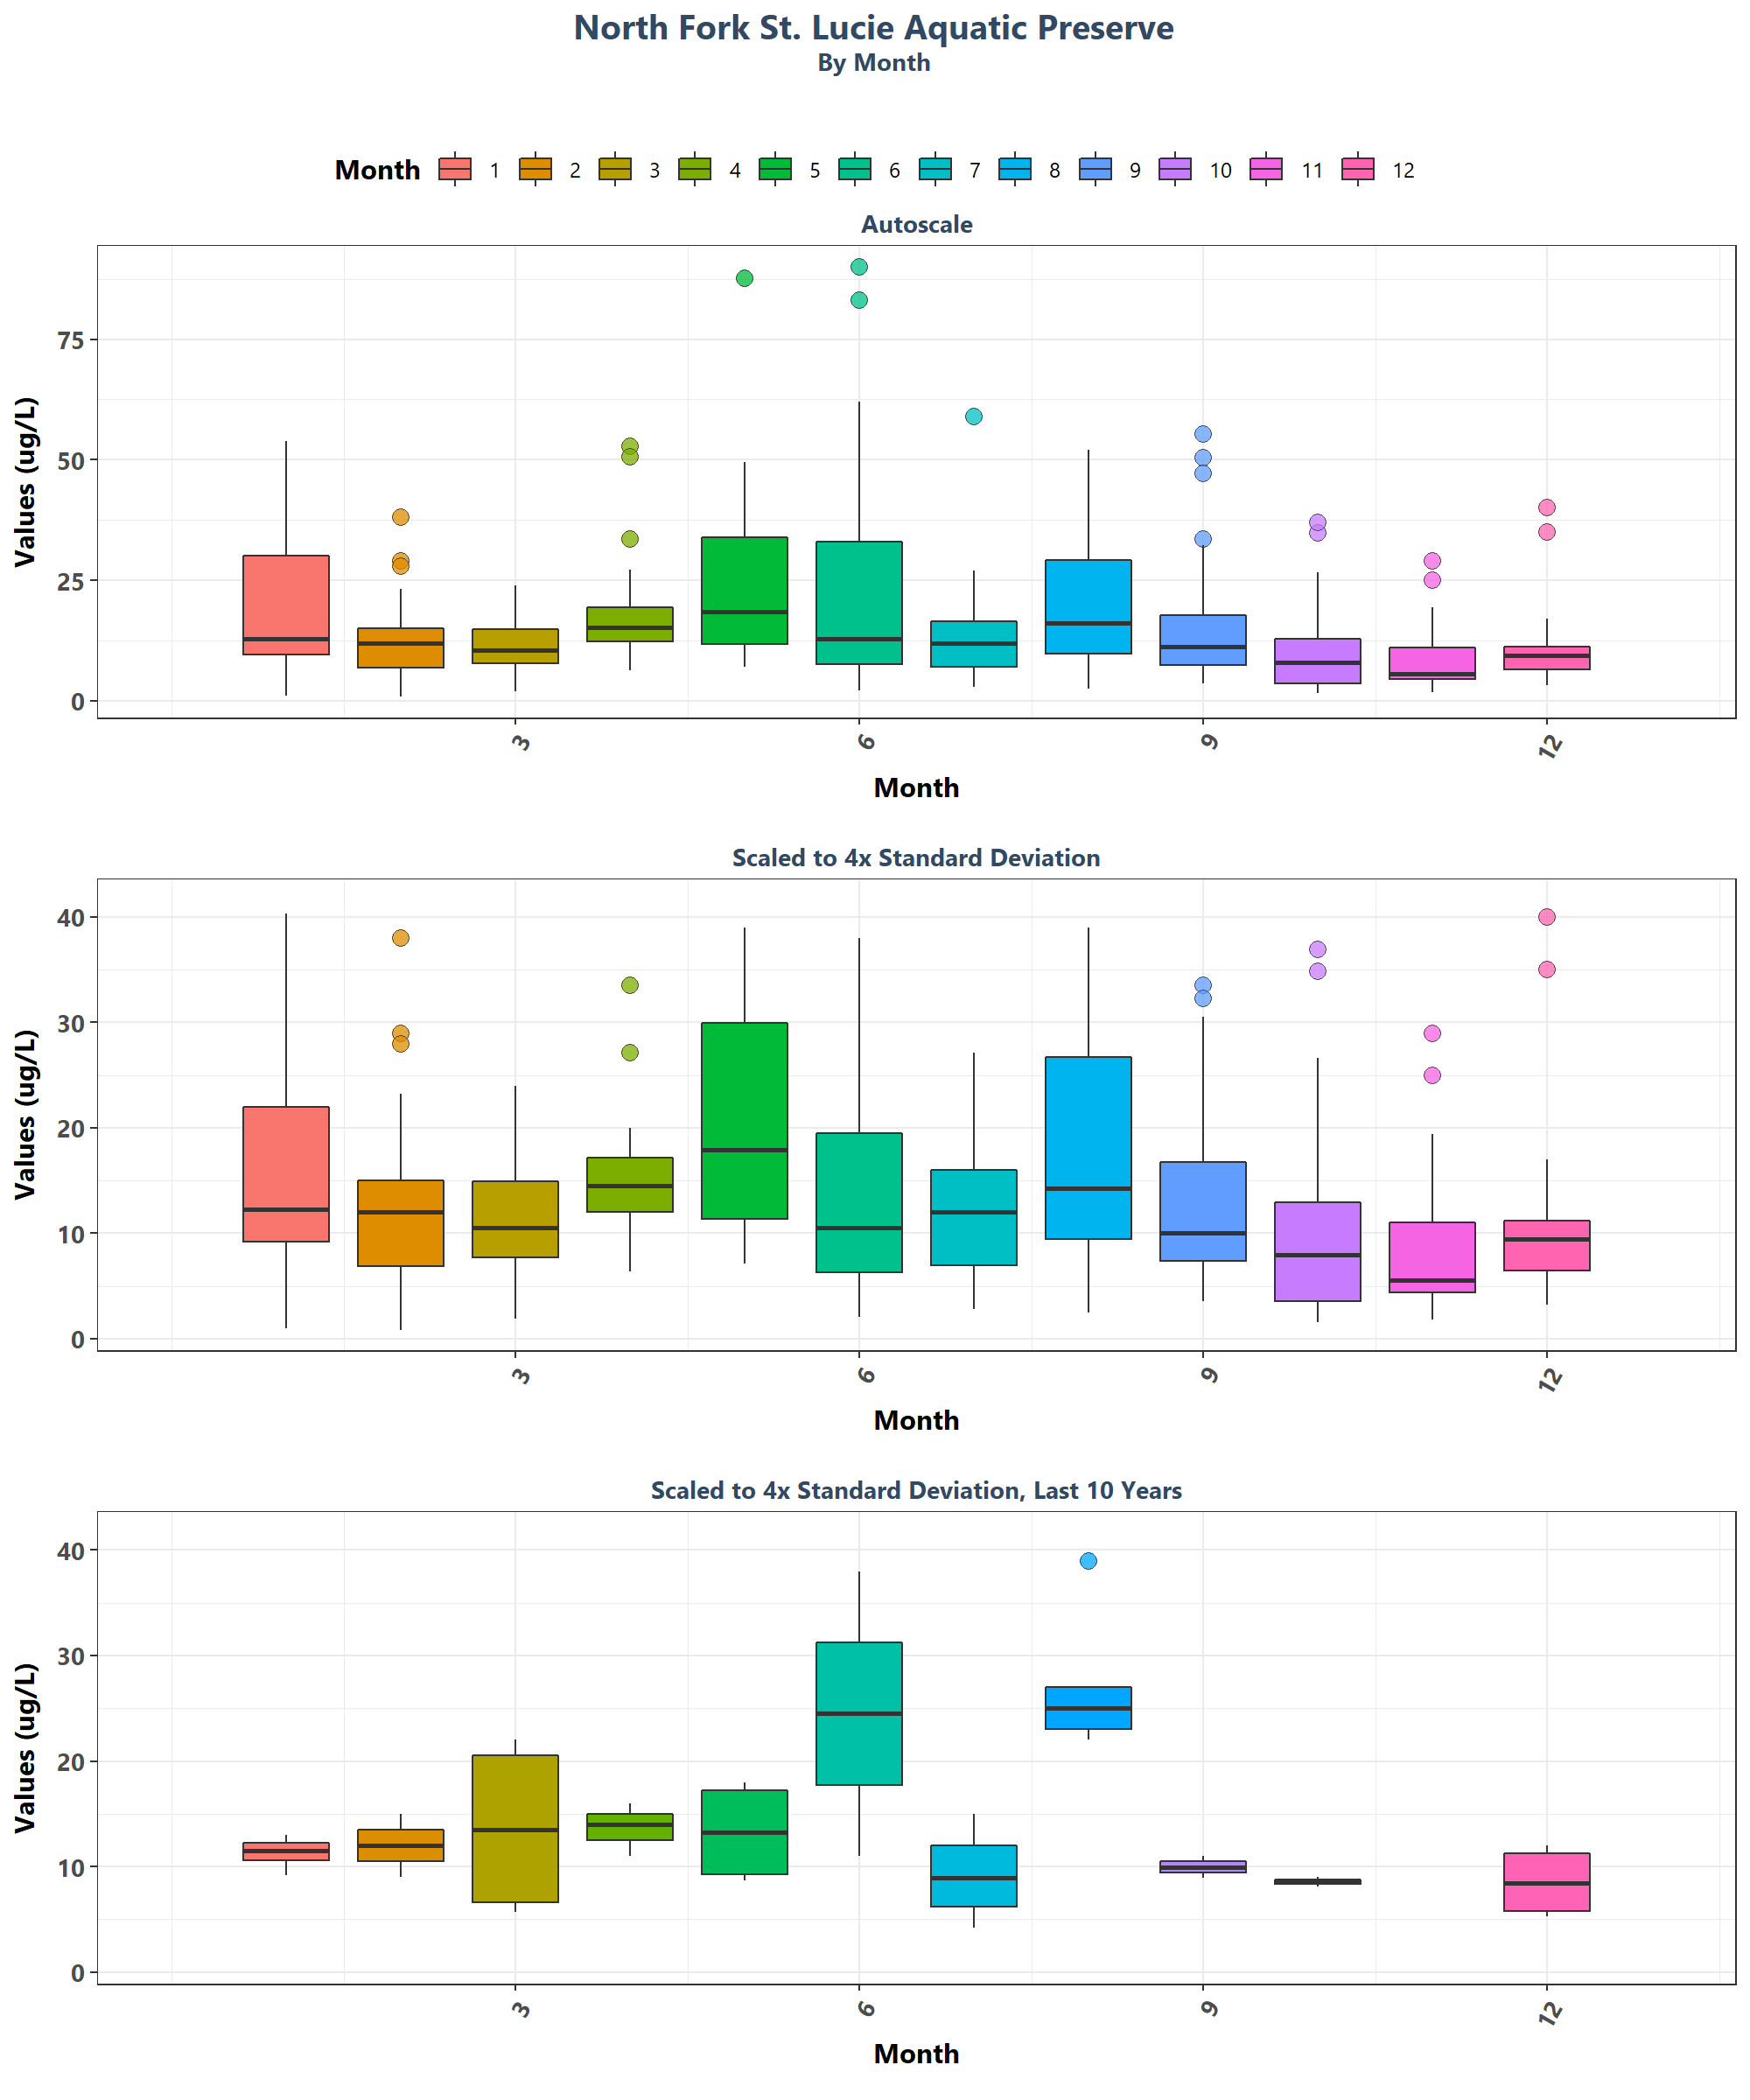 North Fork St. Lucie Aquatic Preserve
By Month
Month 1 2 3 4 5 6 7 8 9 10 11 12
Autoscale
Values (ug/L)
75
50
25
0
3 6 9 12
Month
Scaled to 4x Standard Deviation
Values (ug/L)
40
30
20
10
0
3 6 9 12
Month
Scaled to 4x Standard Deviation, Last 10 Years
Values (ug/L)
40
30
20
10
0
3 6 9 12
Month